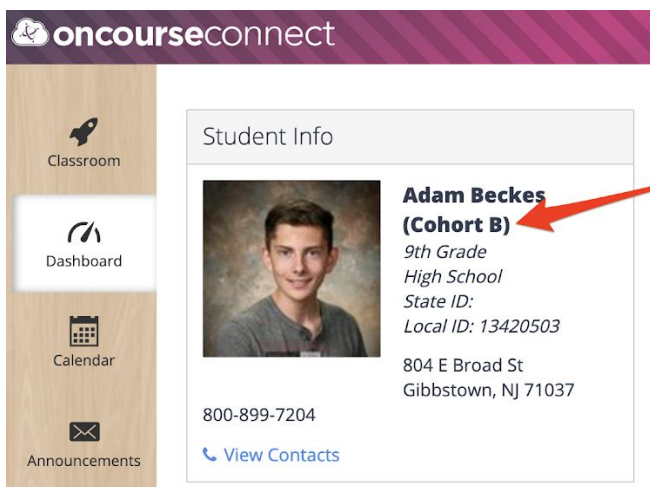 oncourseconnect
Classroom
Dashboard
Calendar
Announcements
Student Info
Adam Beckes
(Cohort B)
9th Grade
High School
State ID:
Local ID: 13420503
804 E Broad St
Gibbstown, NJ 71037
800-899-7204
View Contacts